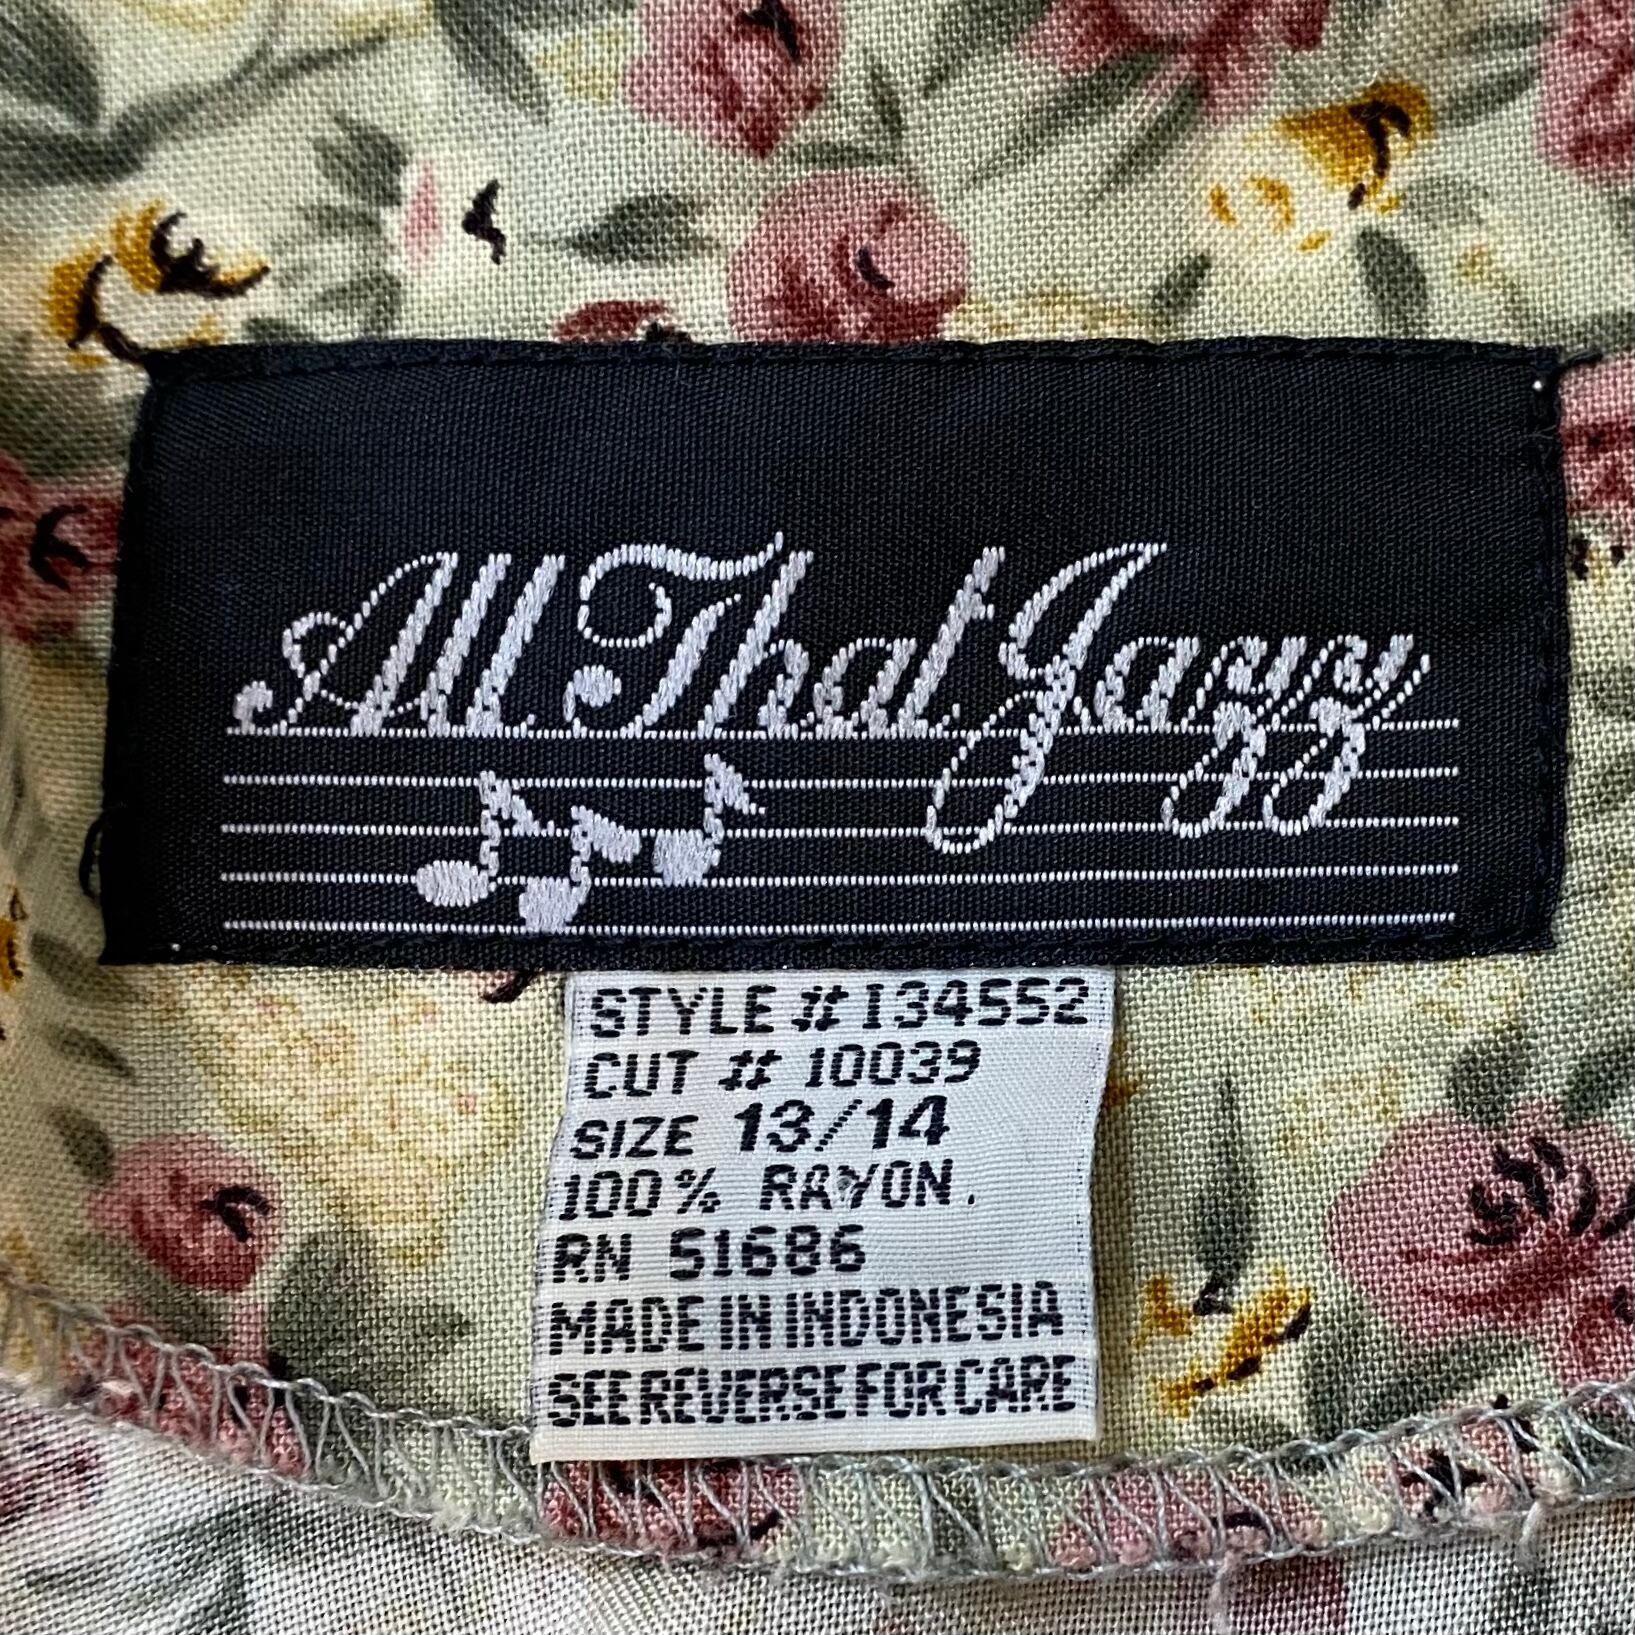 All That Jazz
STYLE # 134552
CUT # 10039
SIZE 13/14
100% RAYON.
RN 51686
MADE IN INDONESIA
SEE REVERSE FOR CARE